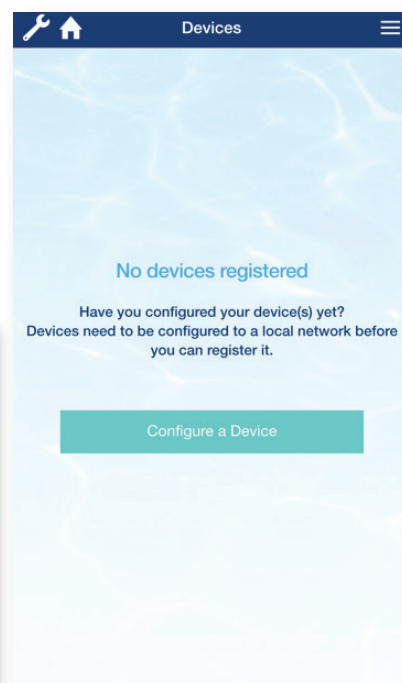 Devices
No devices registered
Have you configured your device(s) yet?
Devices need to be configured to a local network before
you can register it.
Configure a Device